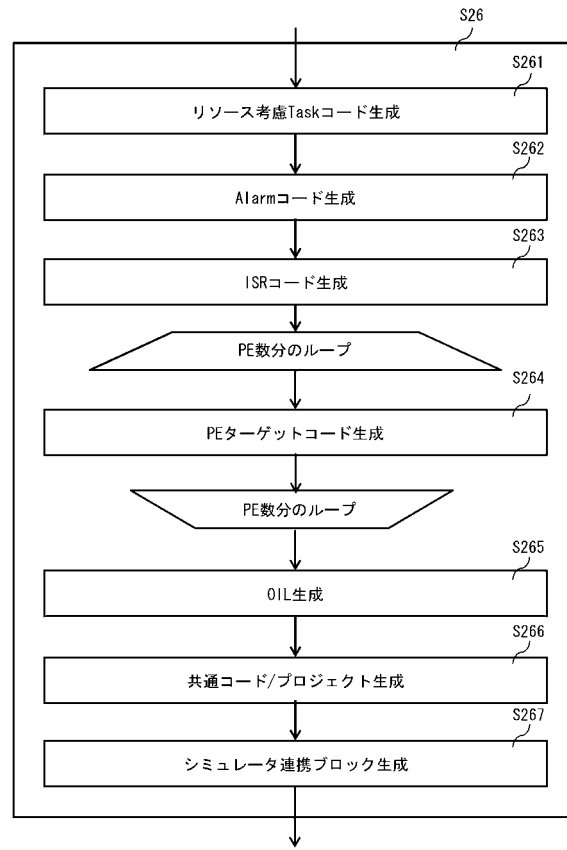 S26
S261
リソース考慮Taskコード生成
S262
Alarmコード生成
S263
ISRコード生成
PE数分のループ
S264
PEターゲットコード生成
PE数分のループ
S265
OIL生成
S266
共通コード/プロジェクト生成
S267
シミュレータ連携ブロック生成